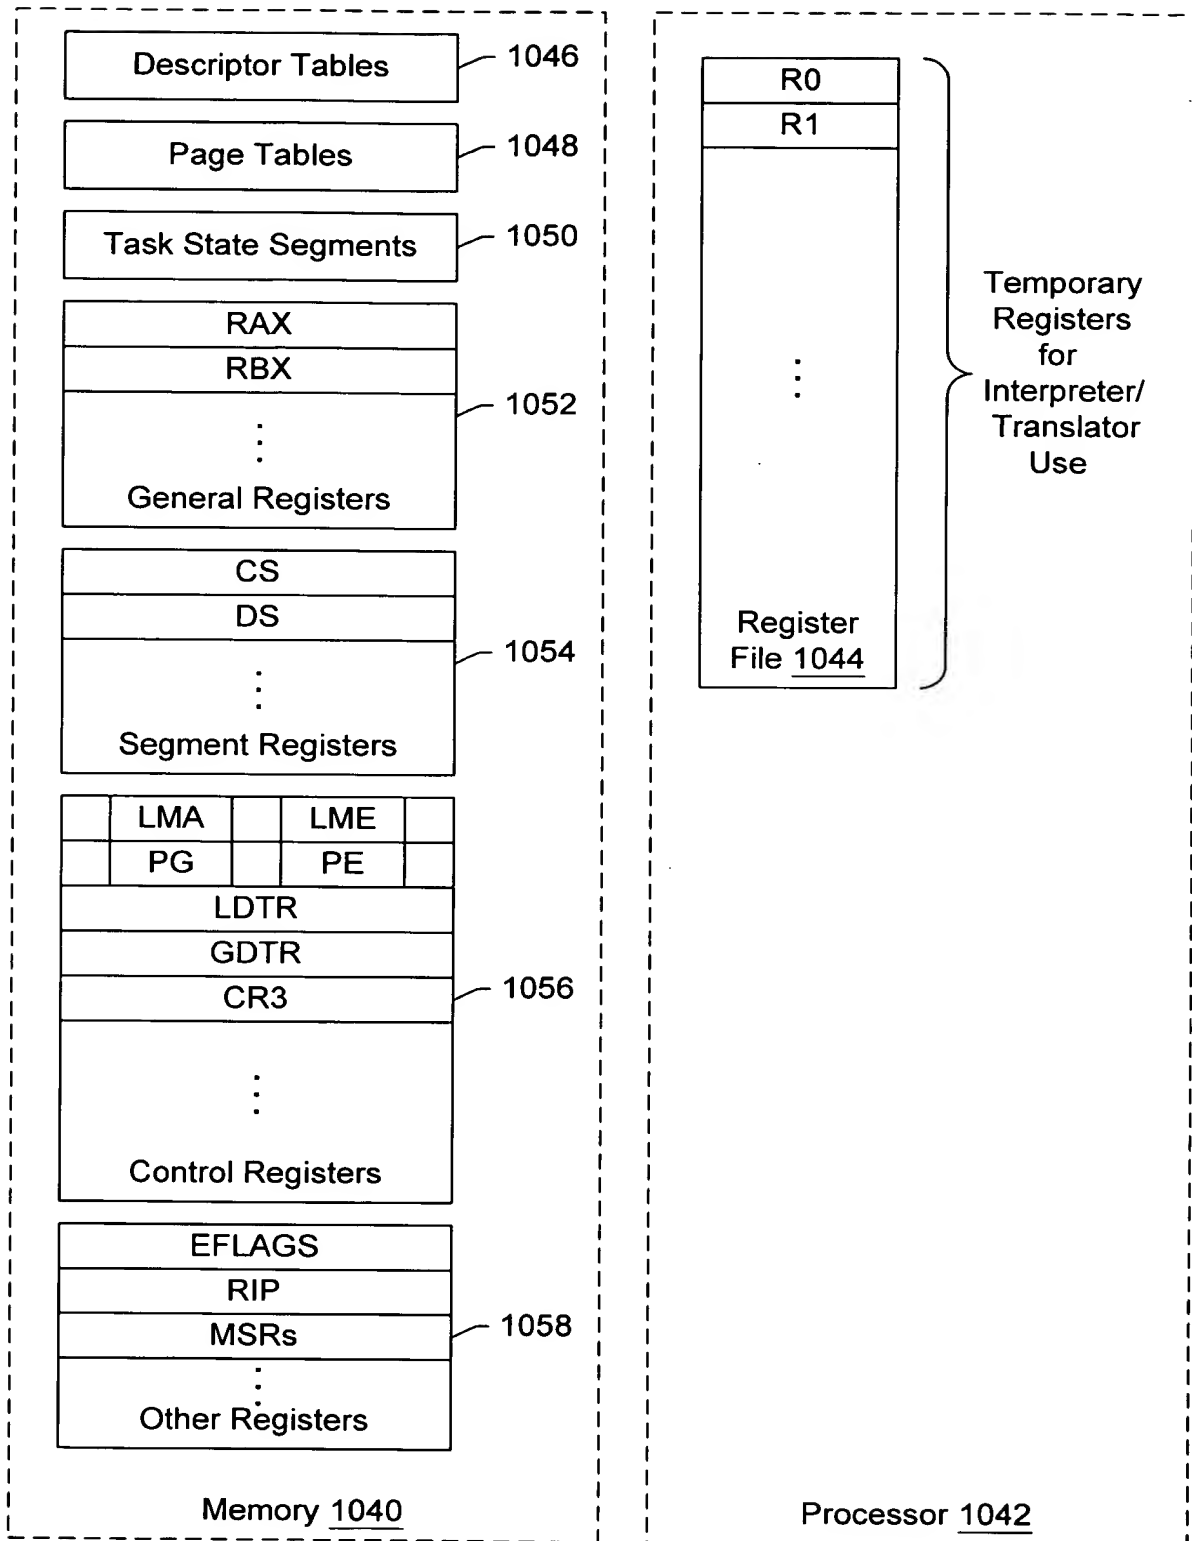 Descriptor Tables
1046
Page Tables
1048
Task State Segments
1050
RAX
RBX
1052
General Registers
CS
DS
1054
Segment Registers
LMA
LME
PG
PE
LDTR
GDTR
CR3
1056
Control Registers
EFLAGS
RIP
MSRs
1058
Other Registers
Memory 1040
R0
R1
Temporary
Registers
for
Interpreter/
Translator
Use
Register
File 1044
Processor 1042